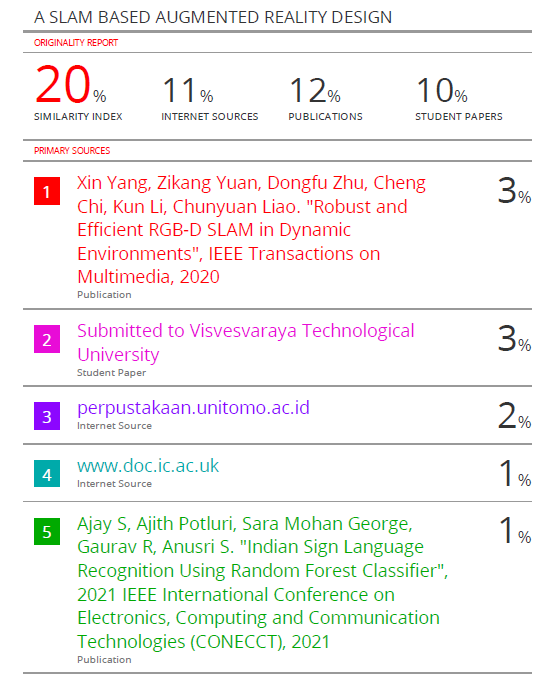 A SLAM BASED AUGMENTED REALITY DESIGN
ORIGINALITY REPORT
20% 11% 12% 10%
SIMILARITY INDEX INTERNET SOURCES PUBLICATIONS STUDENT PAPERS
PRIMARY SOURCES
1 Xin Yang, Zikang Yuan, Dongfu Zhu, Cheng 3%
Chi, Kun Li, Chunyuan Liao. "Robust and
Efficient RGB-D SLAM in Dynamic
Environments", IEEE Transactions on
Multimedia, 2020
Publication
2 Submitted to Visvesvaraya Technological 3%
University
Student Paper
3 perpustakaan.unitomo.ac.id 2%
Internet Source
4 www.doc.ic.ac.uk 1%
Internet Source
5 Ajay S, Ajith Potluri, Sara Mohan George, 1%
Gaurav R, Anusri S. "Indian Sign Language
Recognition Using Random Forest Classifier",
2021 IEEE International Conference on
Electronics, Computing and Communication
Technologies (CONECCT), 2021
Publication